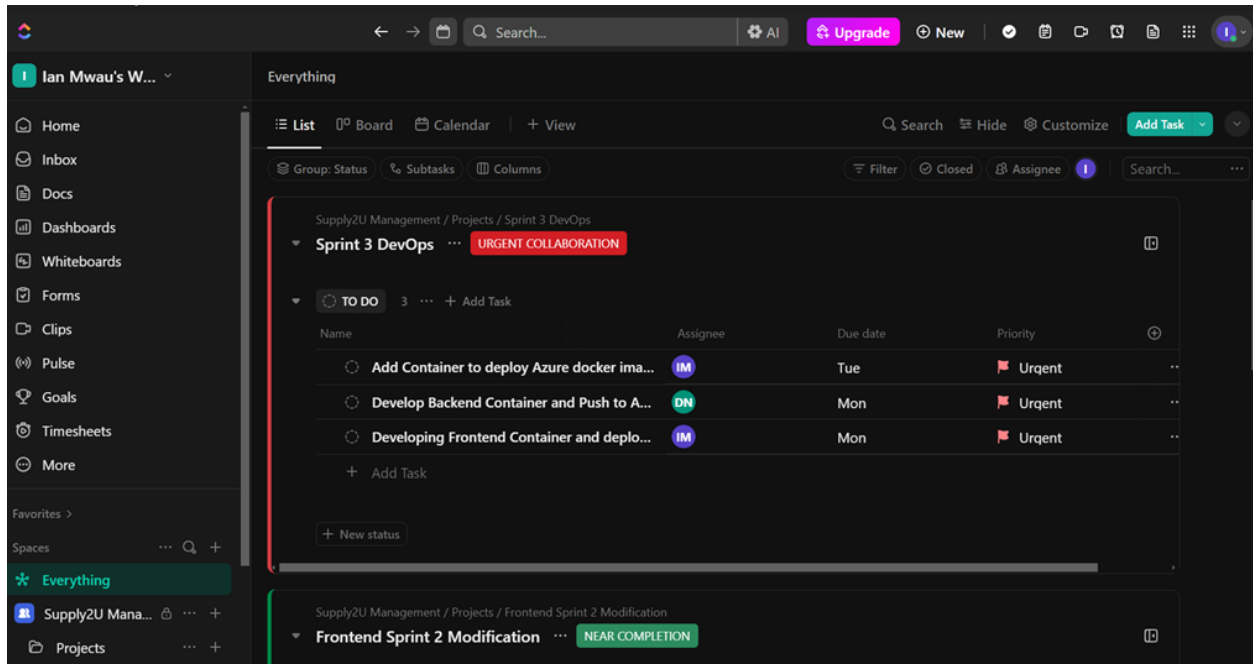 Search...
AI
Upgrade
New
I
I
Ian Mwau's W...
Everything
Home
Inbox
Docs
Dashboards
Whiteboards
Forms
Clips
Pulse
Goals
Timesheets
More
Favorites >
Spaces
Everything
Supply2U Mana...
Projects
List
Board
Calendar
+ View
Search
Hide
Customize
Add Task
Group: Status
Subtasks
Columns
Filter
Closed
Assignee
I
Search...
Supply2U Management / Projects / Sprint 3 DevOps
Sprint 3 DevOps ... URGENT COLLABORATION
TO DO 3 ... + Add Task
Name Assignee Due date Priority
Add Container to deploy Azure docker ima... IM Tue Urgent
Develop Backend Container and Push to A... DN Mon Urgent
Developing Frontend Container and deplo... IM Mon Urgent
+ Add Task
+ New status
Supply2U Management / Projects / Frontend Sprint 2 Modification
Frontend Sprint 2 Modification ... NEAR COMPLETION